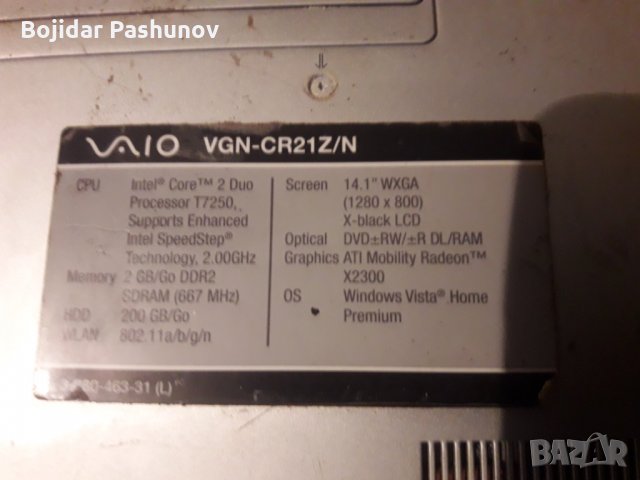 Bojidar Pashunov
VAIO VGN-CR21Z/N
CPU Intel® Core™ 2 Duo
Processor T7250,
Supports Enhanced
Intel SpeedStep®
Technology, 2.00GHz
Memory 2 GB/Go DDR2
SDRAM (667 MHz)
HDD 200 GB/Go
WLAN 802.11a/b/g/n
Screen 14.1" WXGA
(1280 x 800)
X-black LCD
Optical DVD±RW/±R DL/RAM
Graphics ATI Mobility Radeon™
X2300
OS Windows Vista® Home
Premium
463-31 (L)
BAZAR